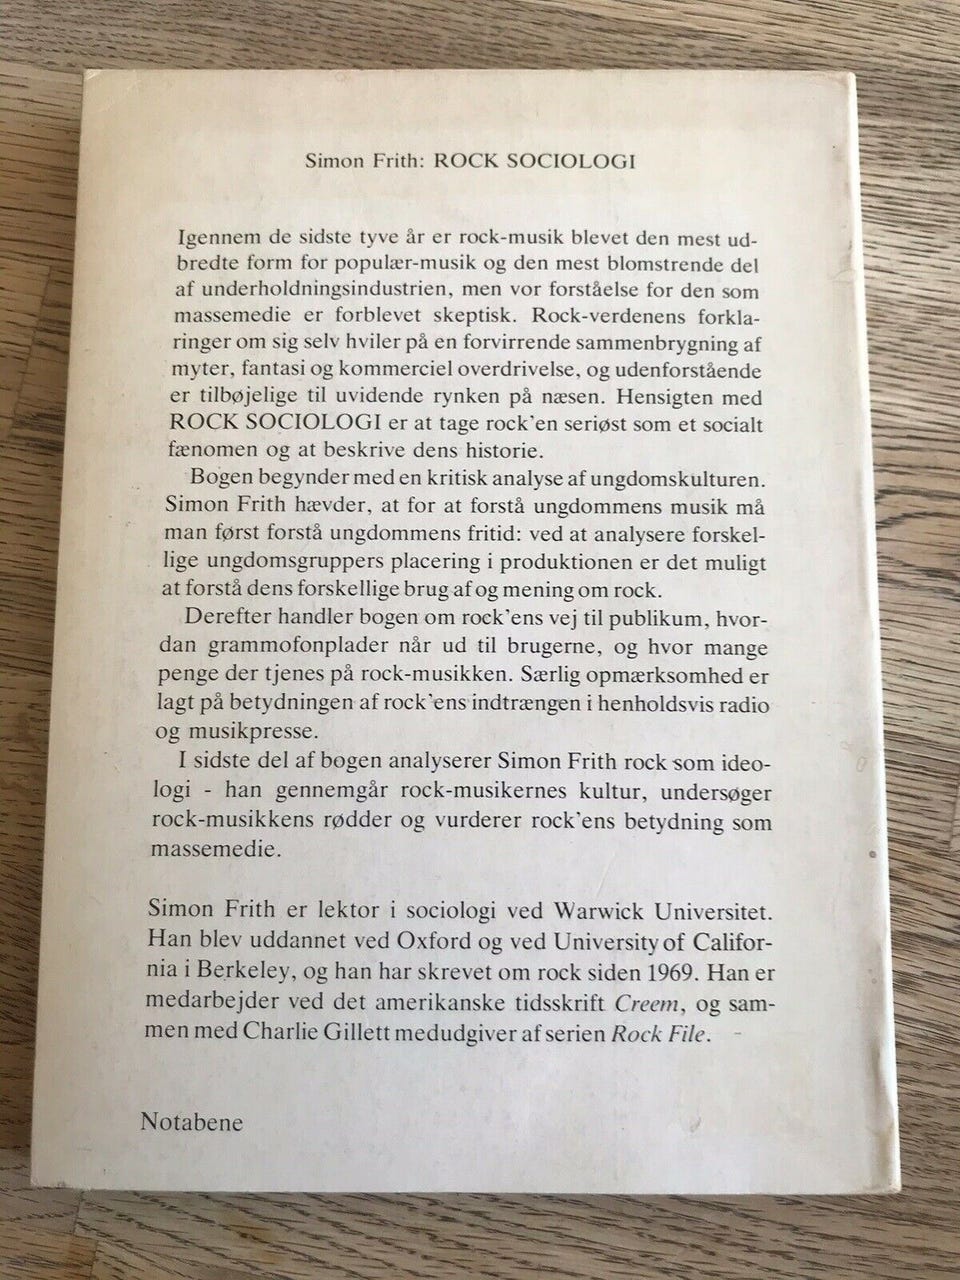 Simon Frith: ROCK SOCIOLOGI
Igennem de sidste tyve år er rock-musik blevet den mest ud-
bredte form for populær-musik og den mest blomstrende del
af underholdningsindustrien, men vor forståelse for den som
massemedie er forblevet skeptisk. Rock-verdenens forkla-
ringer om sig selv hviler på en forvirrende sammenbrygning af
myter, fantasi og kommerciel overdrivelse, og udenforstående
er tilbøjelige til uvidende rynken på næsen. Hensigten med
ROCK SOCIOLOGI er at tage rock'en seriøst som et socialt
fænomen og at beskrive dens historie.
Bogen begynder med en kritisk analyse af ungdomskulturen.
Simon Frith hævder, at for at forstå ungdommens musik må
man først forstå ungdommens fritid: ved at analysere forskel-
lige ungdomsgruppers placering i produktionen er det muligt
at forstå dens forskellige brug af og mening om rock.
Derefter handler bogen om rock'ens vej til publikum, hvor-
dan grammofonplader når ud til brugerne, og hvor mange
penge der tjenes på rock-musikken. Særlig opmærksomhed er
lagt på betydningen af rock'ens indtrængen i henholdsvis radio
og musikpresse.
I sidste del af bogen analyserer Simon Frith rock som ideo-
logi - han gennemgår rock-musikernes kultur, undersøger
rock-musikkens rødder og vurderer rock'ens betydning som
massemedie.
Simon Frith er lektor i sociologi ved Warwick Universitet.
Han blev uddannet ved Oxford og ved University of Califor-
nia i Berkeley, og han har skrevet om rock siden 1969. Han er
medarbejder ved det amerikanske tidsskrift Creem, og sam-
men med Charlie Gillett medudgiver af serien Rock File.
Notabene